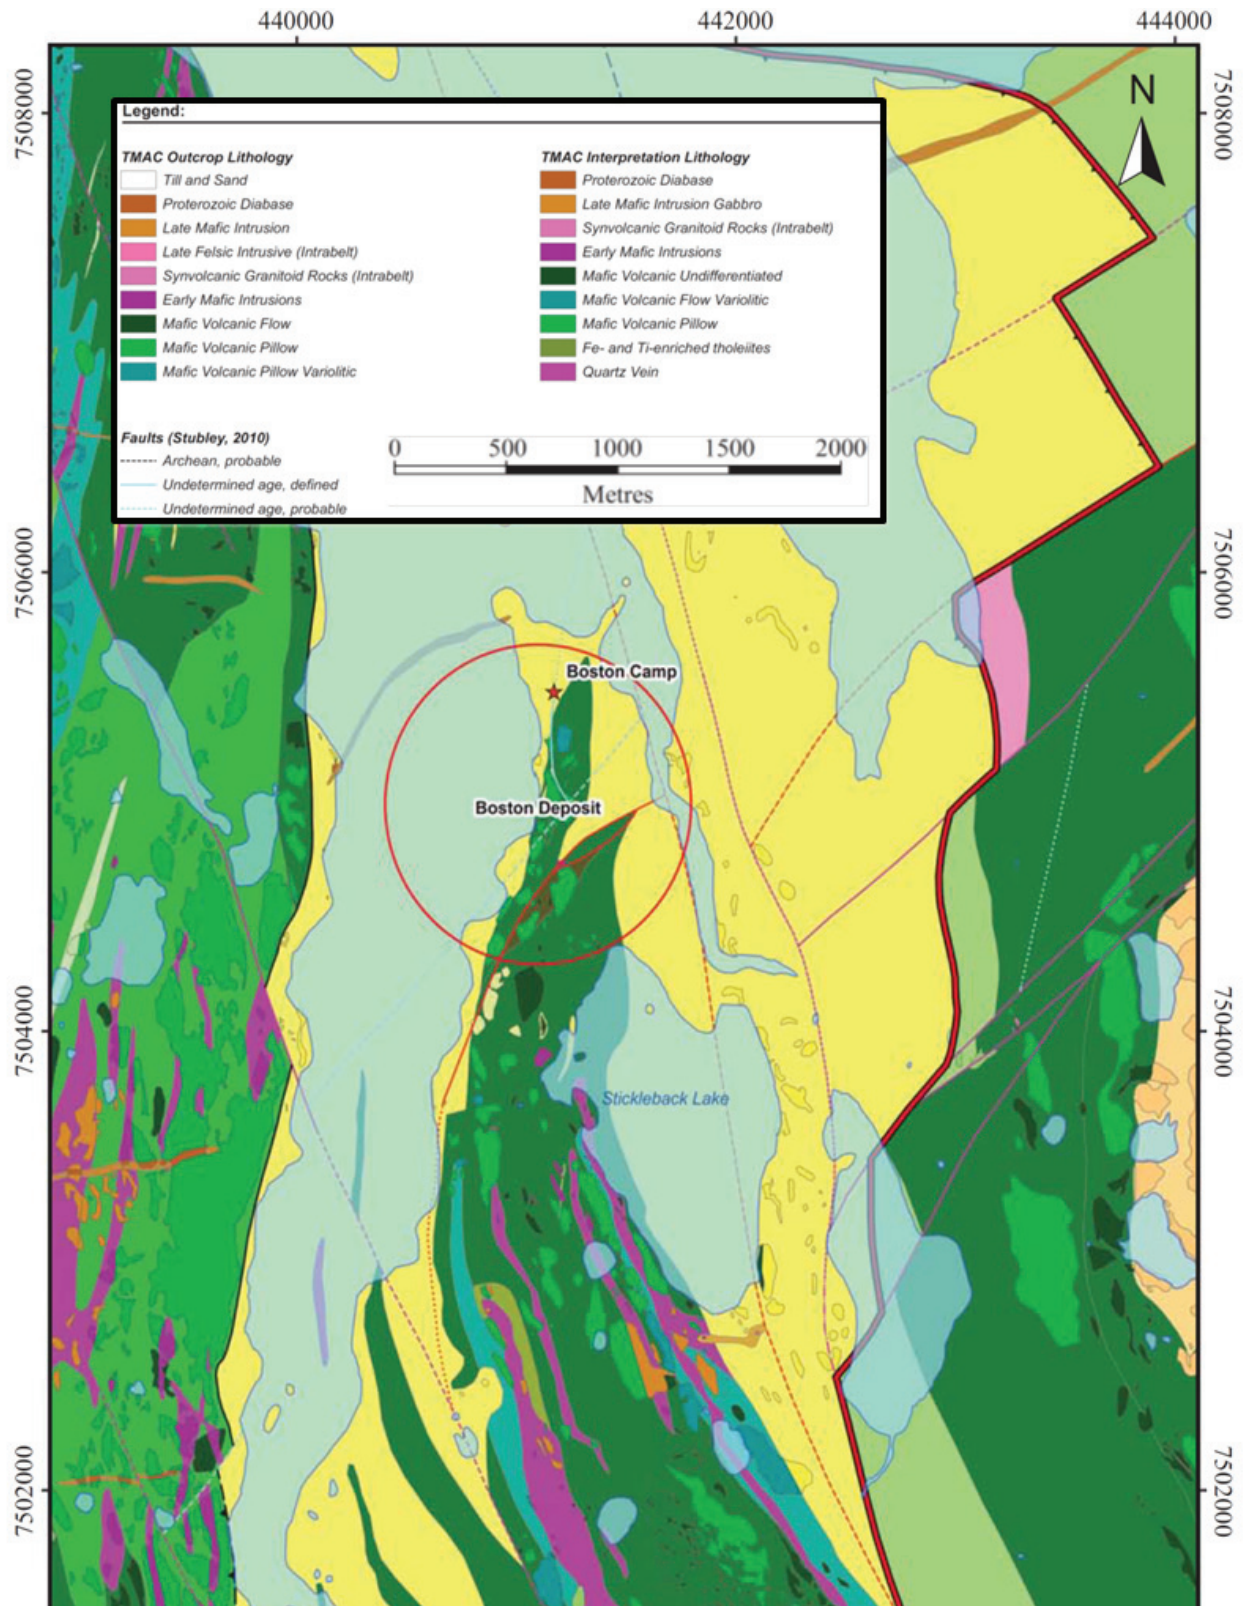 440000
442000
444000
7508000
7508000
N
Legend:
TMAC Outcrop Lithology
Till and Sand
Proterozoic Diabase
Late Mafic Intrusion
Late Felsic Intrusive (Intrabelt)
Synvolcanic Granitoid Rocks (Intrabelt)
Early Mafic Intrusions
Mafic Volcanic Flow
Mafic Volcanic Pillow
Mafic Volcanic Pillow Variolitic
TMAC Interpretation Lithology
Proterozoic Diabase
Late Mafic Intrusion Gabbro
Synvolcanic Granitoid Rocks (Intrabelt)
Early Mafic Intrusions
Mafic Volcanic Undifferentiated
Mafic Volcanic Flow Variolitic
Mafic Volcanic Pillow
Fe- and Ti-enriched tholeiites
Quartz Vein
Faults (Stubley, 2010)
Archean, probable
Undetermined age, defined
Undetermined age, probable
0 500 1000 1500 2000
Metres
7506000
7506000
Boston Camp
Boston Deposit
7504000
7504000
Stickleback Lake
7502000
7502000